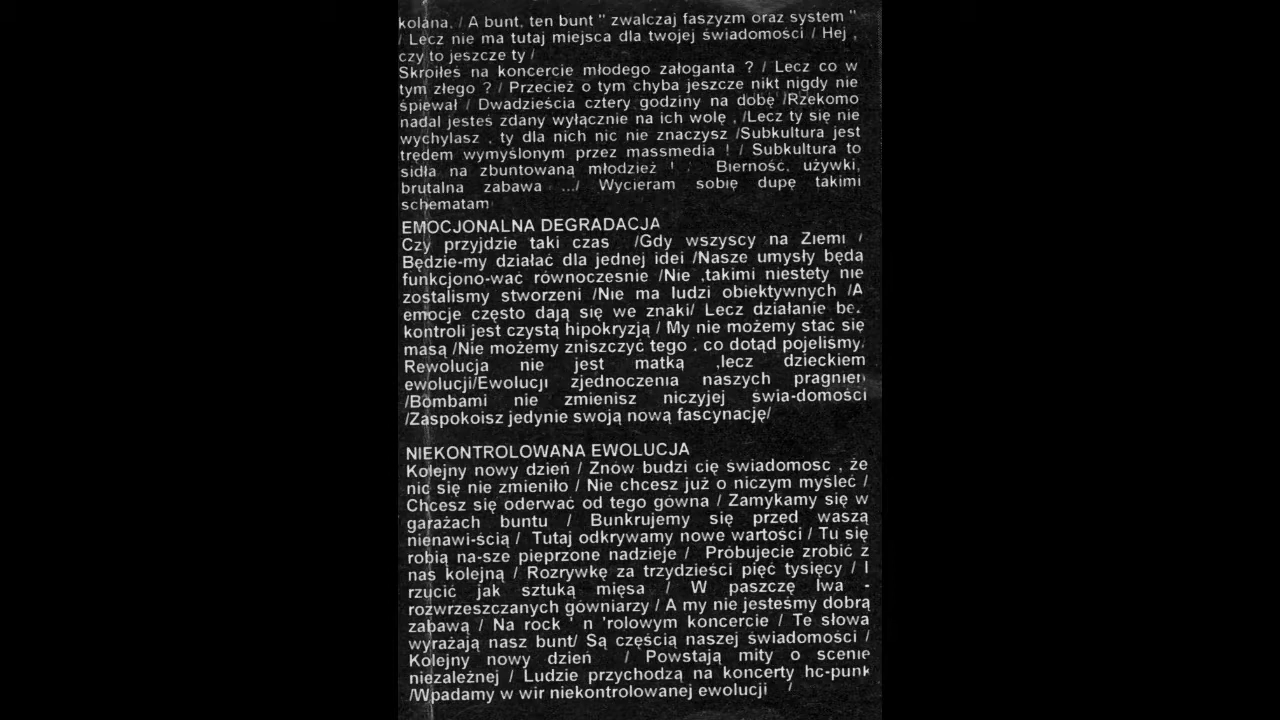 kolana, / A bunt, ten bunt " zwalczaj faszyzm oraz system "
/ Lecz nie ma tutaj miejsca dla twojej świadomości / Hej ,
czy to jeszcze ty /
Skroiłeś na koncercie młodego załoganta ? / Lecz co w
tym złego ? / Przecież o tym chyba jeszcze nikt nigdy nie
śpiewał / Dwadzieścia cztery godziny na dobę /Rzekomo
nadal jesteś zdany wyłącznie na ich wolę , /Lecz ty się nie
wychylasz , ty dla nich nic nie znaczysz /Subkultura jest
trędem wymyślonym przez massmedia ! / Subkultura to
sidła na zbuntowaną młodzież ! / Bierność, używki,
brutalna zabawa .../ Wycieram sobię dupę takimi
schematami
EMOCJONALNA DEGRADACJA
Czy przyjdzie taki czas /Gdy wszyscy na Ziemi /
Będzie-my działać dla jednej idei /Nasze umysły będą
funkcjono-wać równocześnie /Nie ,takimi niestety nie
zostaliśmy stworzeni /Nie ma ludzi obiektywnych /A
emocje często dają się we znaki/ Lecz działanie be.
kontroli jest czystą hipokryzją / My nie możemy stać się
masą /Nie możemy zniszczyć tego , co dotąd pojeliśmy/
Rewolucja nie jest matką ,lecz dzieckiem
ewolucji/Ewolucji zjednoczenia naszych pragnień
/Bombami nie zmienisz niczyjej świa-domości
/Zaspokoisz jedynie swoją nową fascynację/
NIEKONTROLOWANA EWOLUCJA
Kolejny nowy dzień / Znów budzi cię świadomosc , że
nic się nie zmieniło / Nie chcesz już o niczym myśleć /
Chcesz się oderwać od tego gówna / Zamykamy się w
garażach buntu / Bunkrujemy się przed waszą
nienawi-ścią / Tutaj odkrywamy nowe wartości / Tu się
robią na-sze pieprzone nadzieje / Próbujecie zrobić z
nas kolejną / Rozrywkę za trzydzieści pięć tysięcy / I
rzucić jak sztuką mięsa / W paszczę lwa -
rozwrzeszczanych gówniarzy / A my nie jesteśmy dobrą
zabawą / Na rock ' n 'rolowym koncercie / Te słowa
wyrażają nasz bunt/ Są częścią naszej świadomości /
Kolejny nowy dzień / Powstają mity o scenie
niezależnej / Ludzie przychodzą na koncerty hc-punk
/Wpadamy w wir niekontrolowanej ewolucji /